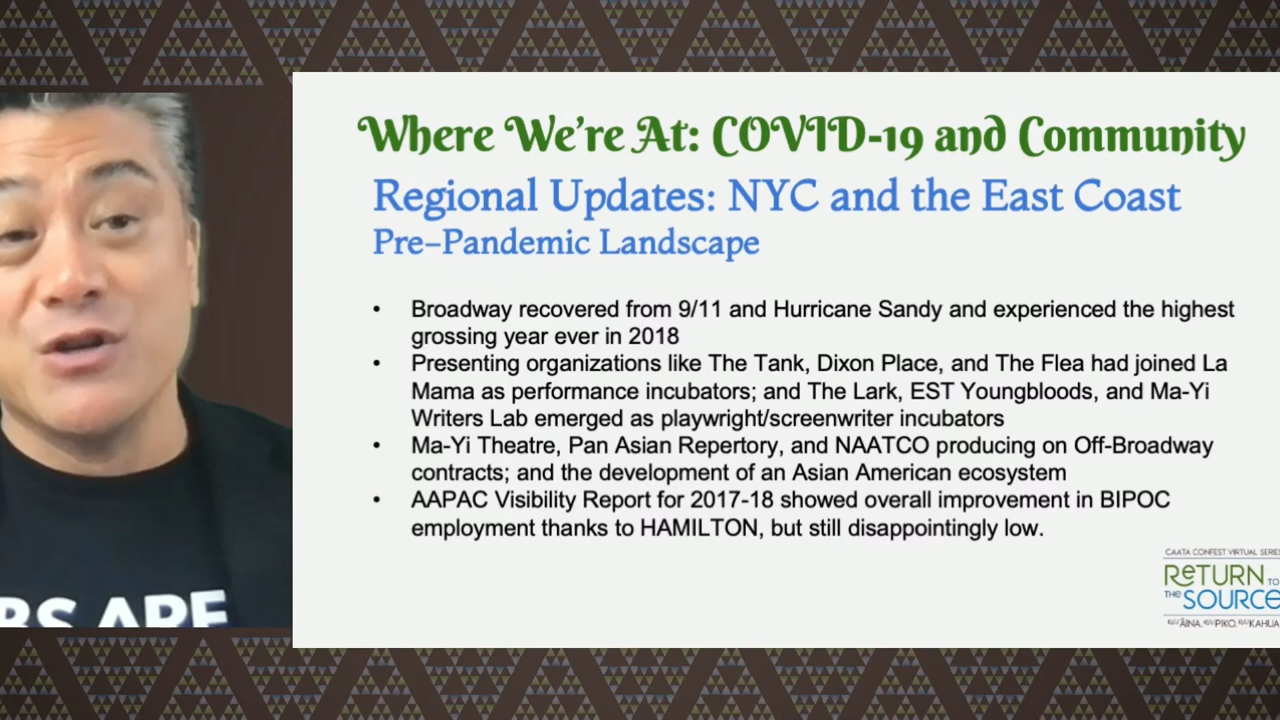 Where We're At: COVID-19 and Community
Regional Updates: NYC and the East Coast
Pre-Pandemic Landscape
• Broadway recovered from 9/11 and Hurricane Sandy and experienced the highest
grossing year ever in 2018
• Presenting organizations like The Tank, Dixon Place, and The Flea had joined La
Mama as performance incubators; and The Lark, EST Youngbloods, and Ma-Yi
Writers Lab emerged as playwright/screenwriter incubators
• Ma-Yi Theatre, Pan Asian Repertory, and NAATCO producing on Off-Broadway
contracts; and the development of an Asian American ecosystem
• AAPAC Visibility Report for 2017-18 showed overall improvement in BIPOC
employment thanks to HAMILTON, but still disappointingly low.
BS ARE
CAATA CONFEST VIRTUAL SERIES
RETURN TO
THE SOURCE
ĀINA, PIKO, KAHUA